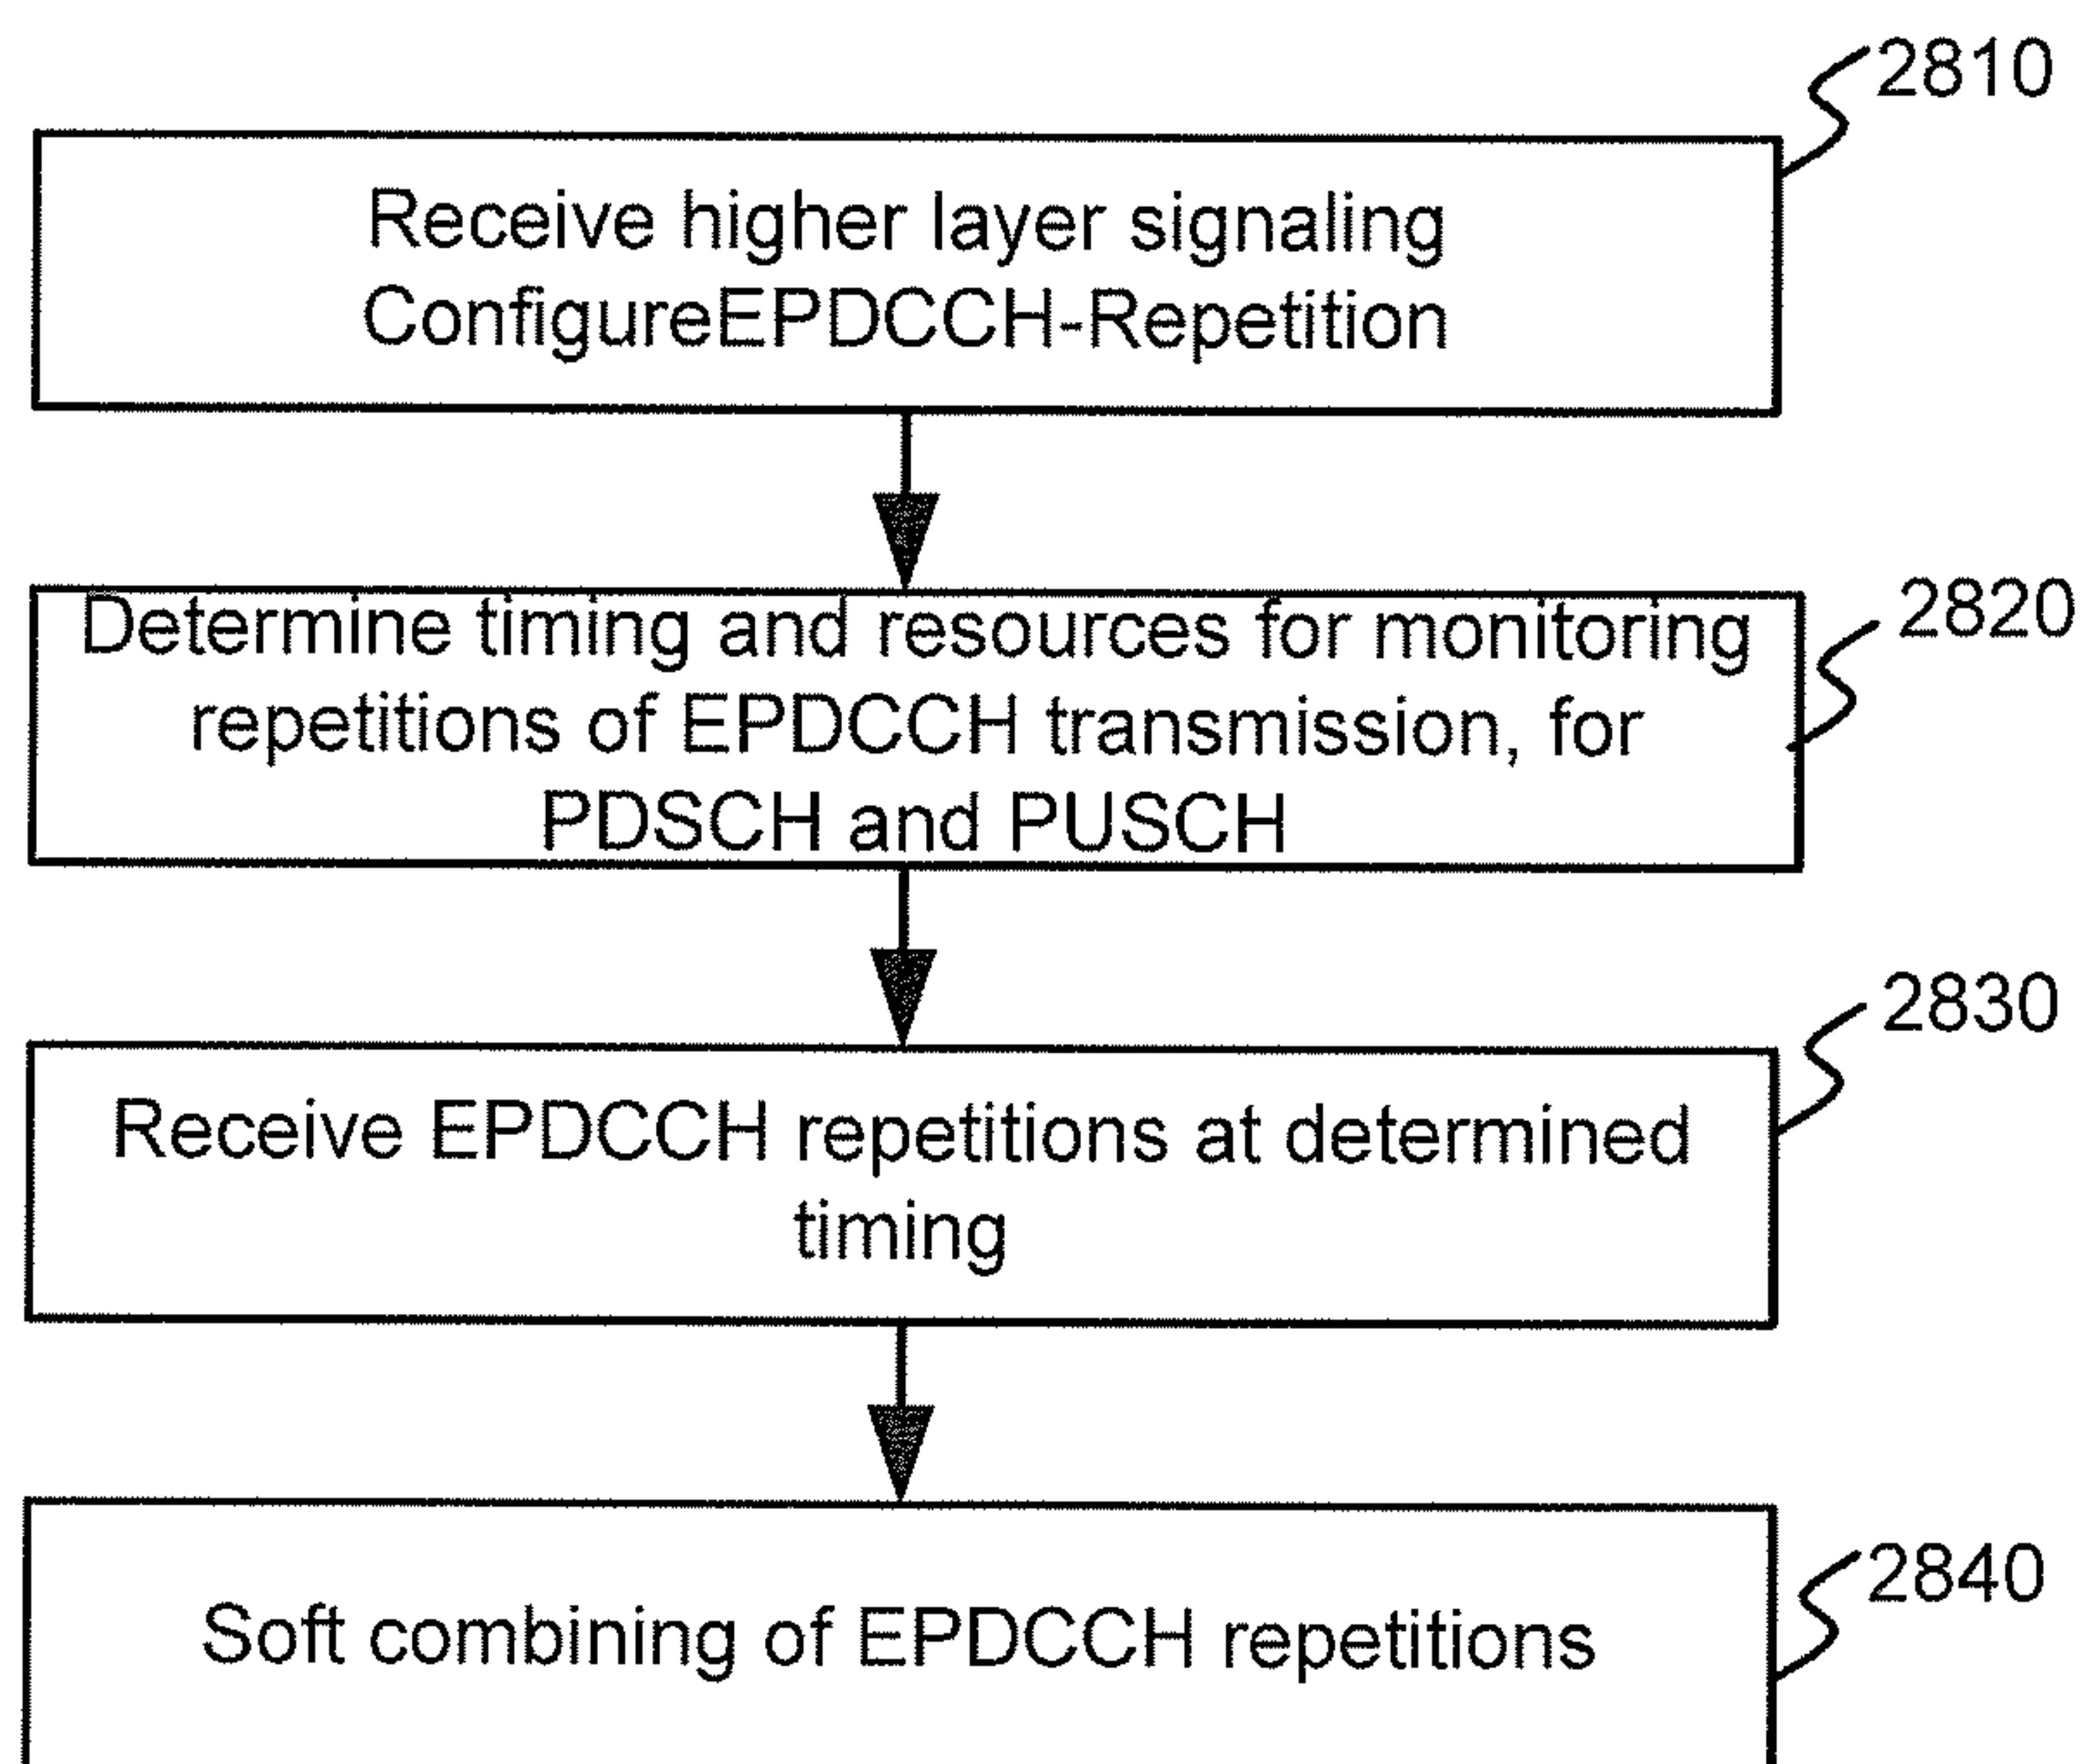 2810
Receive higher layer signaling
ConfigureEPDCCH-Repetition
2820
Determine timing and resources for monitoring
repetitions of EPDCCH transmission, for
PDSCH and PUSCH
2830
Receive EPDCCH repetitions at determined
timing
2840
Soft combining of EPDCCH repetitions